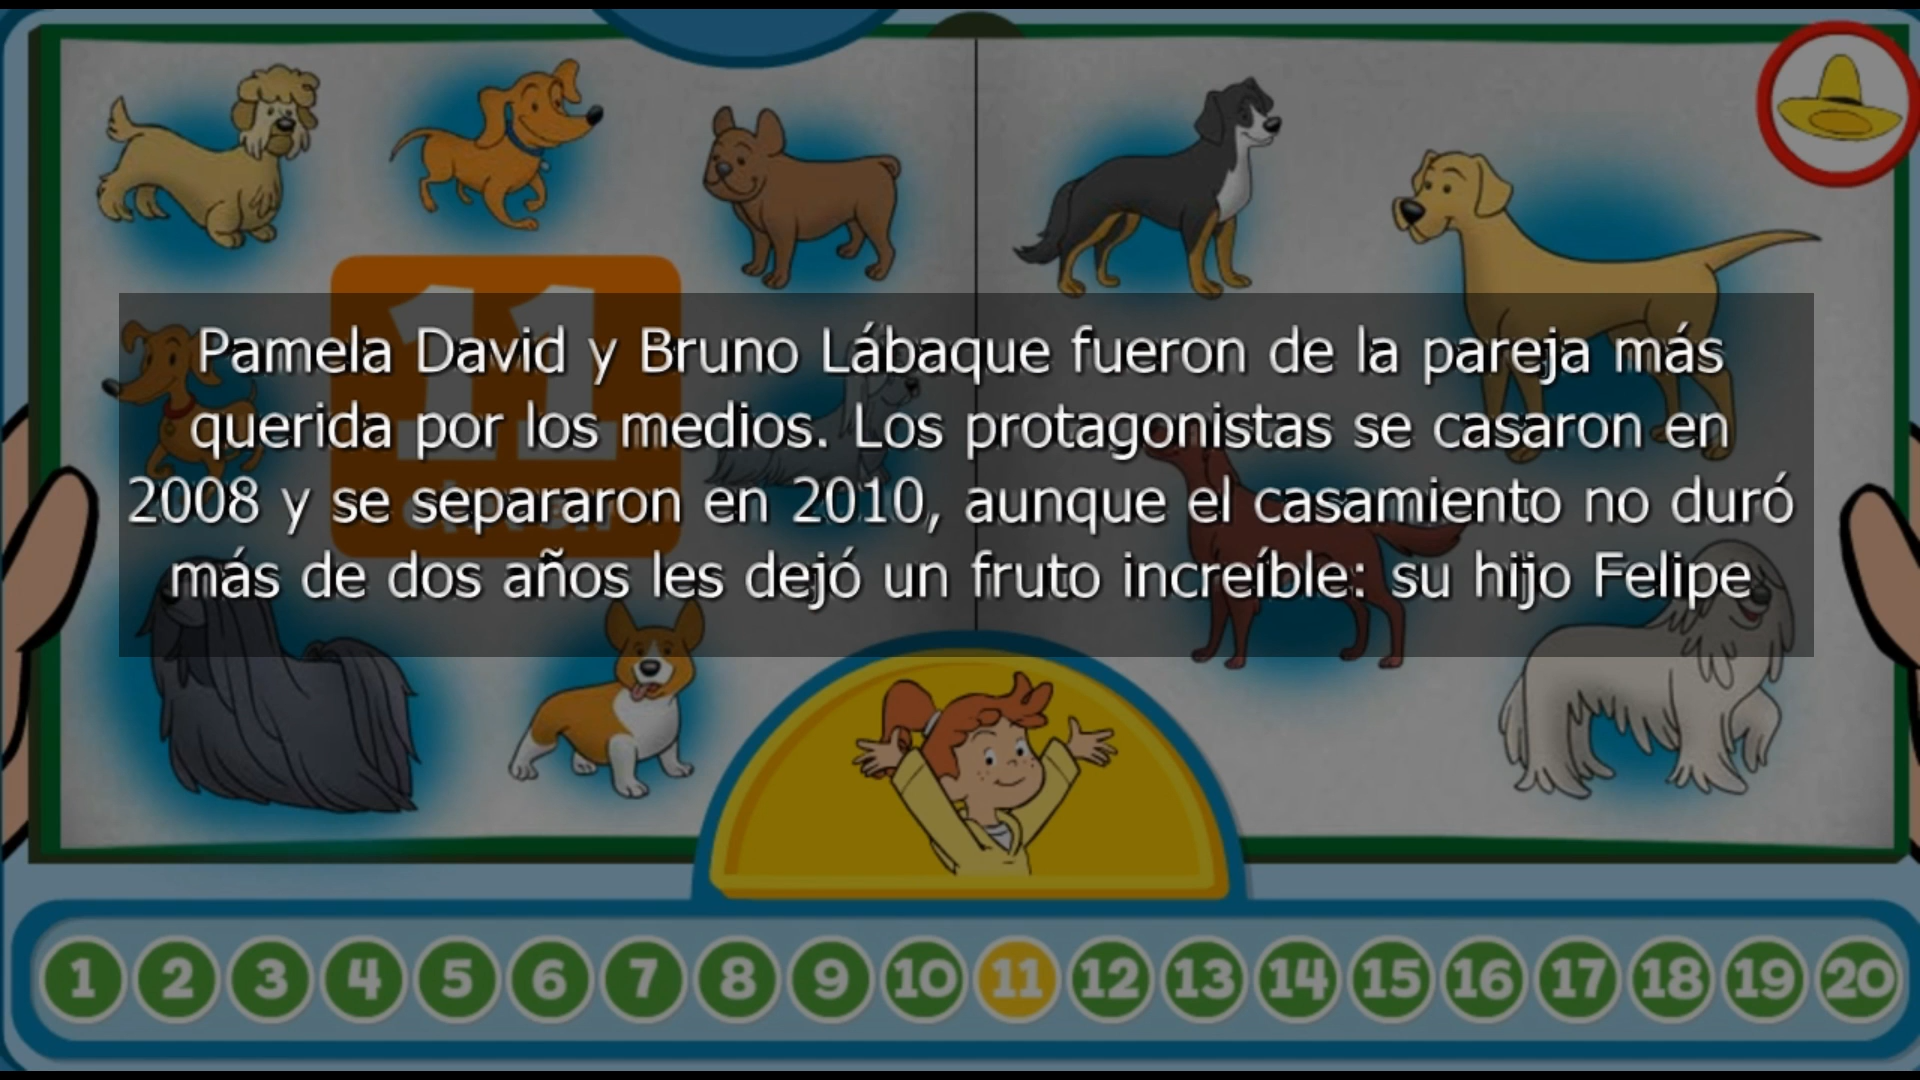 11
Pamela David y Bruno Lábaque fueron de la pareja más
querida por los medios. Los protagonistas se casaron en
2008 y se separaron en 2010, aunque el casamiento no duró
más de dos años les dejó un fruto increíble: su hijo Felipe
1 2 3 4 5 6 7 8 9 10 11 12 13 14 15 16 17 18 19 20